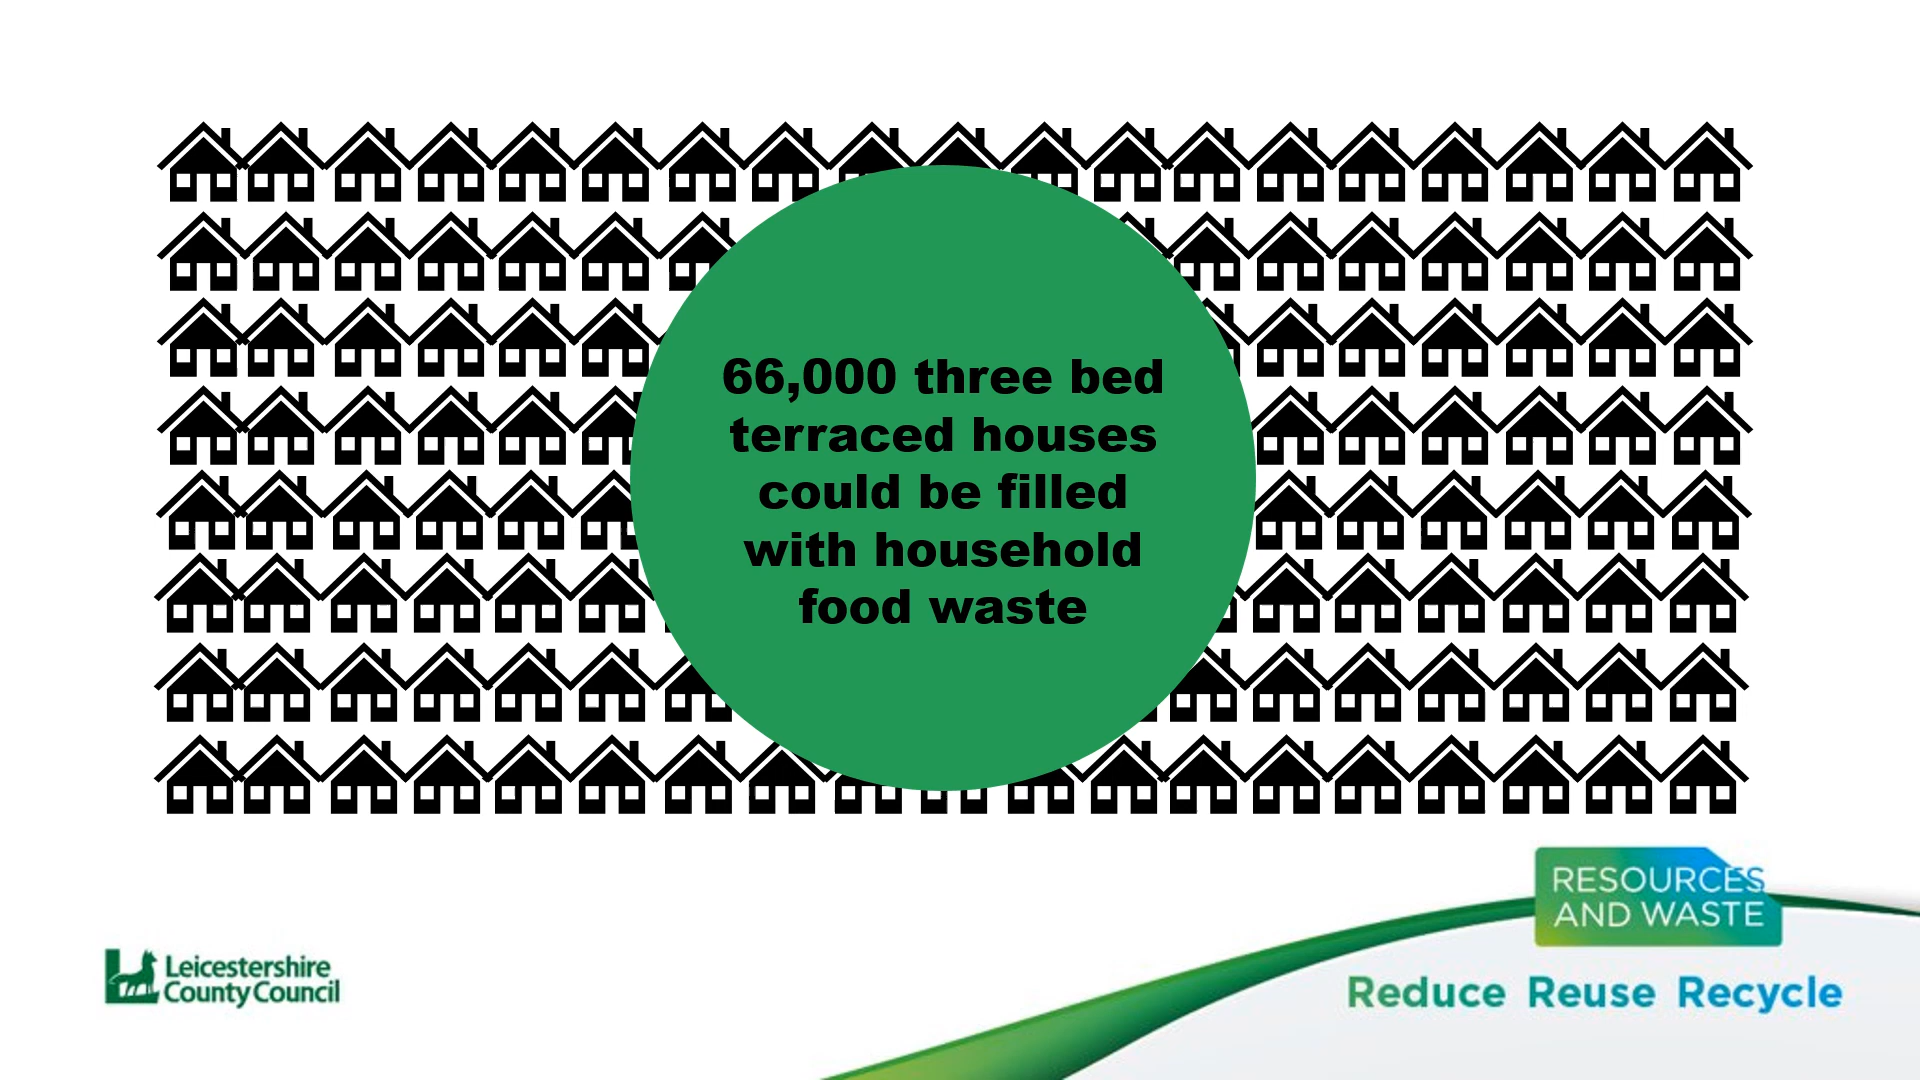 66,000 three bed
terraced houses
could be filled
with household
food waste
RESOURCES
AND WASTE
Leicestershire
County Council
Reduce Reuse Recycle